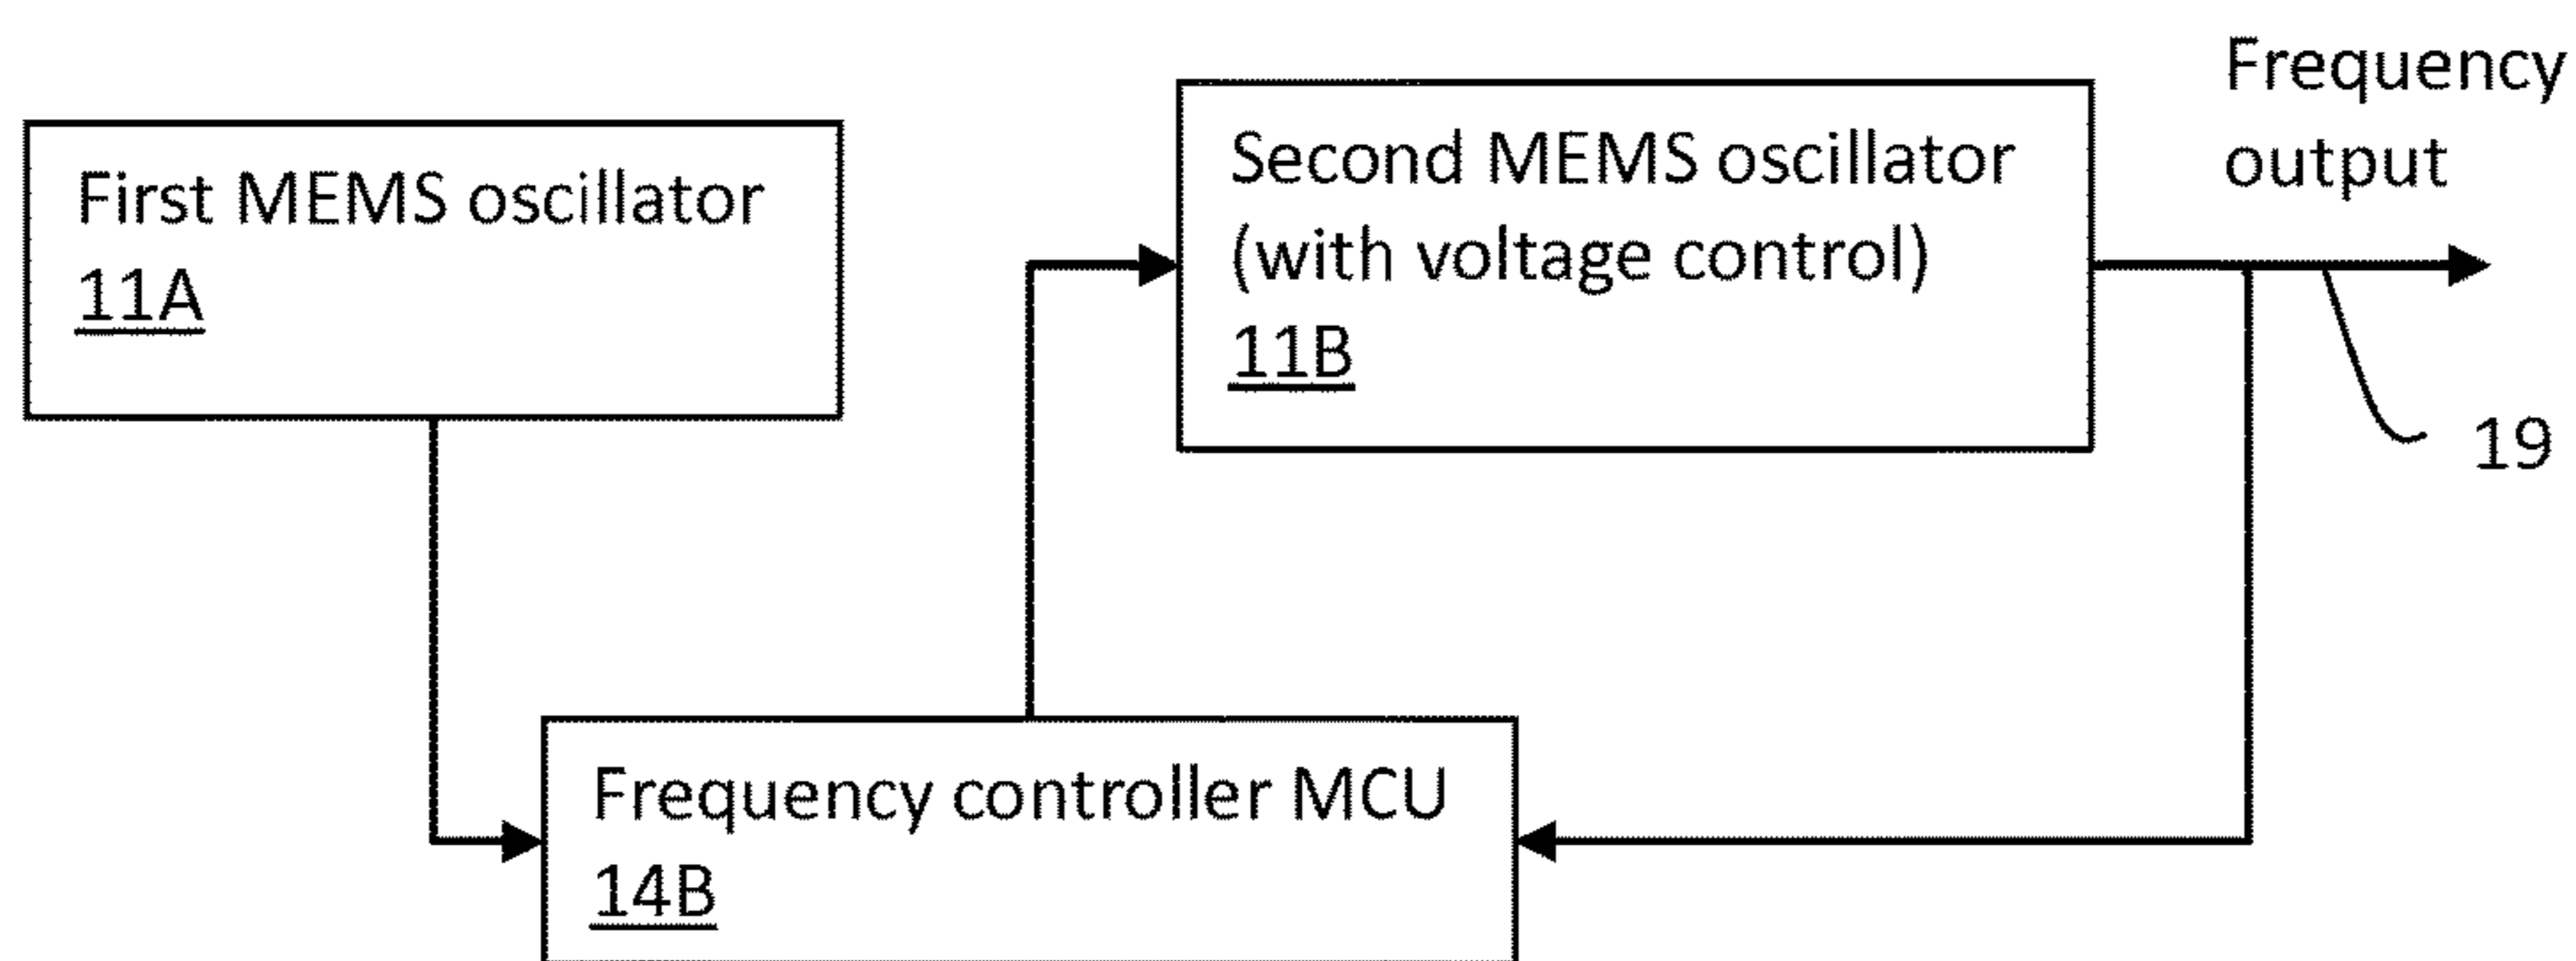 First MEMS oscillator
11A
Second MEMS oscillator
(with voltage control)
11B
Frequency
output
19
Frequency controller MCU
14B